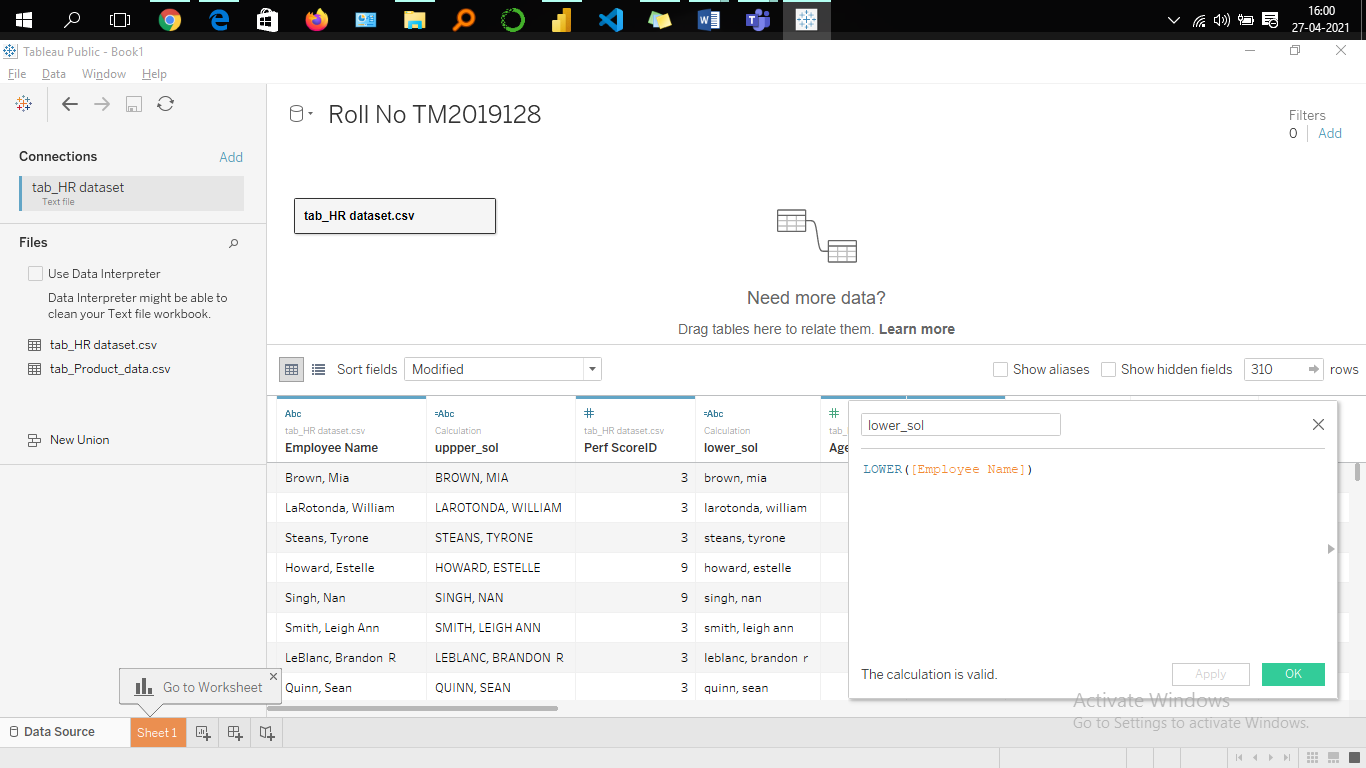 16:00
27-04-2021
Tableau Public - Book1
File Data Window Help
Roll No TM2019128
Filters
0 Add
Connections Add
tab_HR dataset
Text file
tab_HR dataset.csv
Files
Use Data Interpreter
Data Interpreter might be able to
clean your Text file workbook.
tab_HR dataset.csv
tab_Product_data.csv
New Union
Need more data?
Drag tables here to relate them. Learn more
Sort fields Modified Show aliases Show hidden fields 310 rows
Abc =Abc # =Abc #
tab_HR dataset.csv Calculation tab_HR dataset.csv Calculation tab_
Employee Name uppper_sol Perf ScoreID lower_sol Age
Brown, Mia BROWN, MIA 3 brown, mia
LaRotonda, William LAROTONDA, WILLIAM 3 larotonda, william
Steans, Tyrone STEANS, TYRONE 3 steans, tyrone
Howard, Estelle HOWARD, ESTELLE 9 howard, estelle
Singh, Nan SINGH, NAN 9 singh, nan
Smith, Leigh Ann SMITH, LEIGH ANN 3 smith, leigh ann
LeBlanc, Brandon R LEBLANC, BRANDON R 3 leblanc, brandon r
Quinn, Sean QUINN, SEAN 3 quinn, sean
lower_sol
LOWER([Employee Name])
The calculation is valid.
Apply OK
Activate Windows
Go to Settings to activate Windows.
Go to Worksheet
Data Source Sheet 1